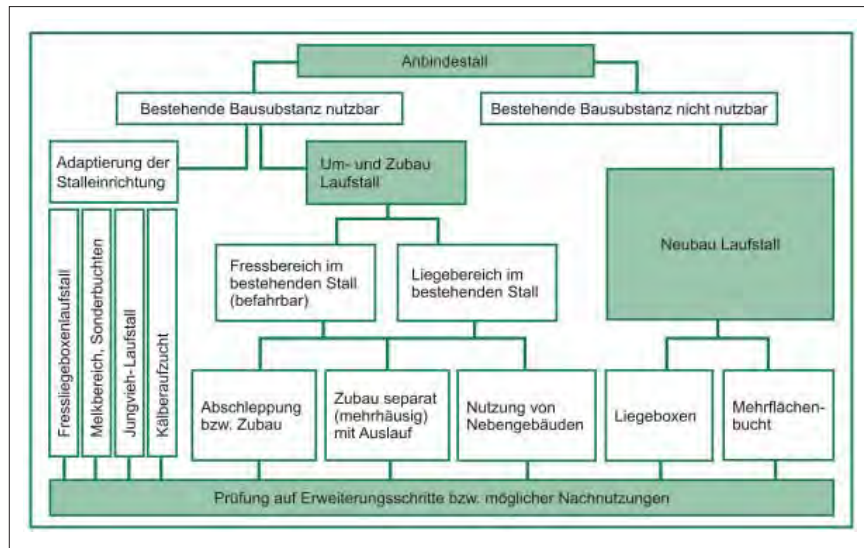 Anbindestall
Bestehende Bausubstanz nutzbar
Bestehende Bausubstanz nicht nutzbar
Adaptierung der
Stalleinrichtung
Um- und Zubau
Laufstall
Neubau Laufstall
Fressliegeboxenlaufstall
Melkbereich, Sonderbuchten
Jungvieh-Laufstall
Kälberaufzucht
Fressbereich im
bestehenden Stall
(befahrbar)
Liegebereich im
bestehenden Stall
Abschleppung
bzw. Zubau
Zubau separat
(mehrhäusig)
mit Auslauf
Nutzung von
Nebengebäuden
Liegeboxen
Mehrflächen-
bucht
Prüfung auf Erweiterungsschritte bzw. möglicher Nachnutzungen